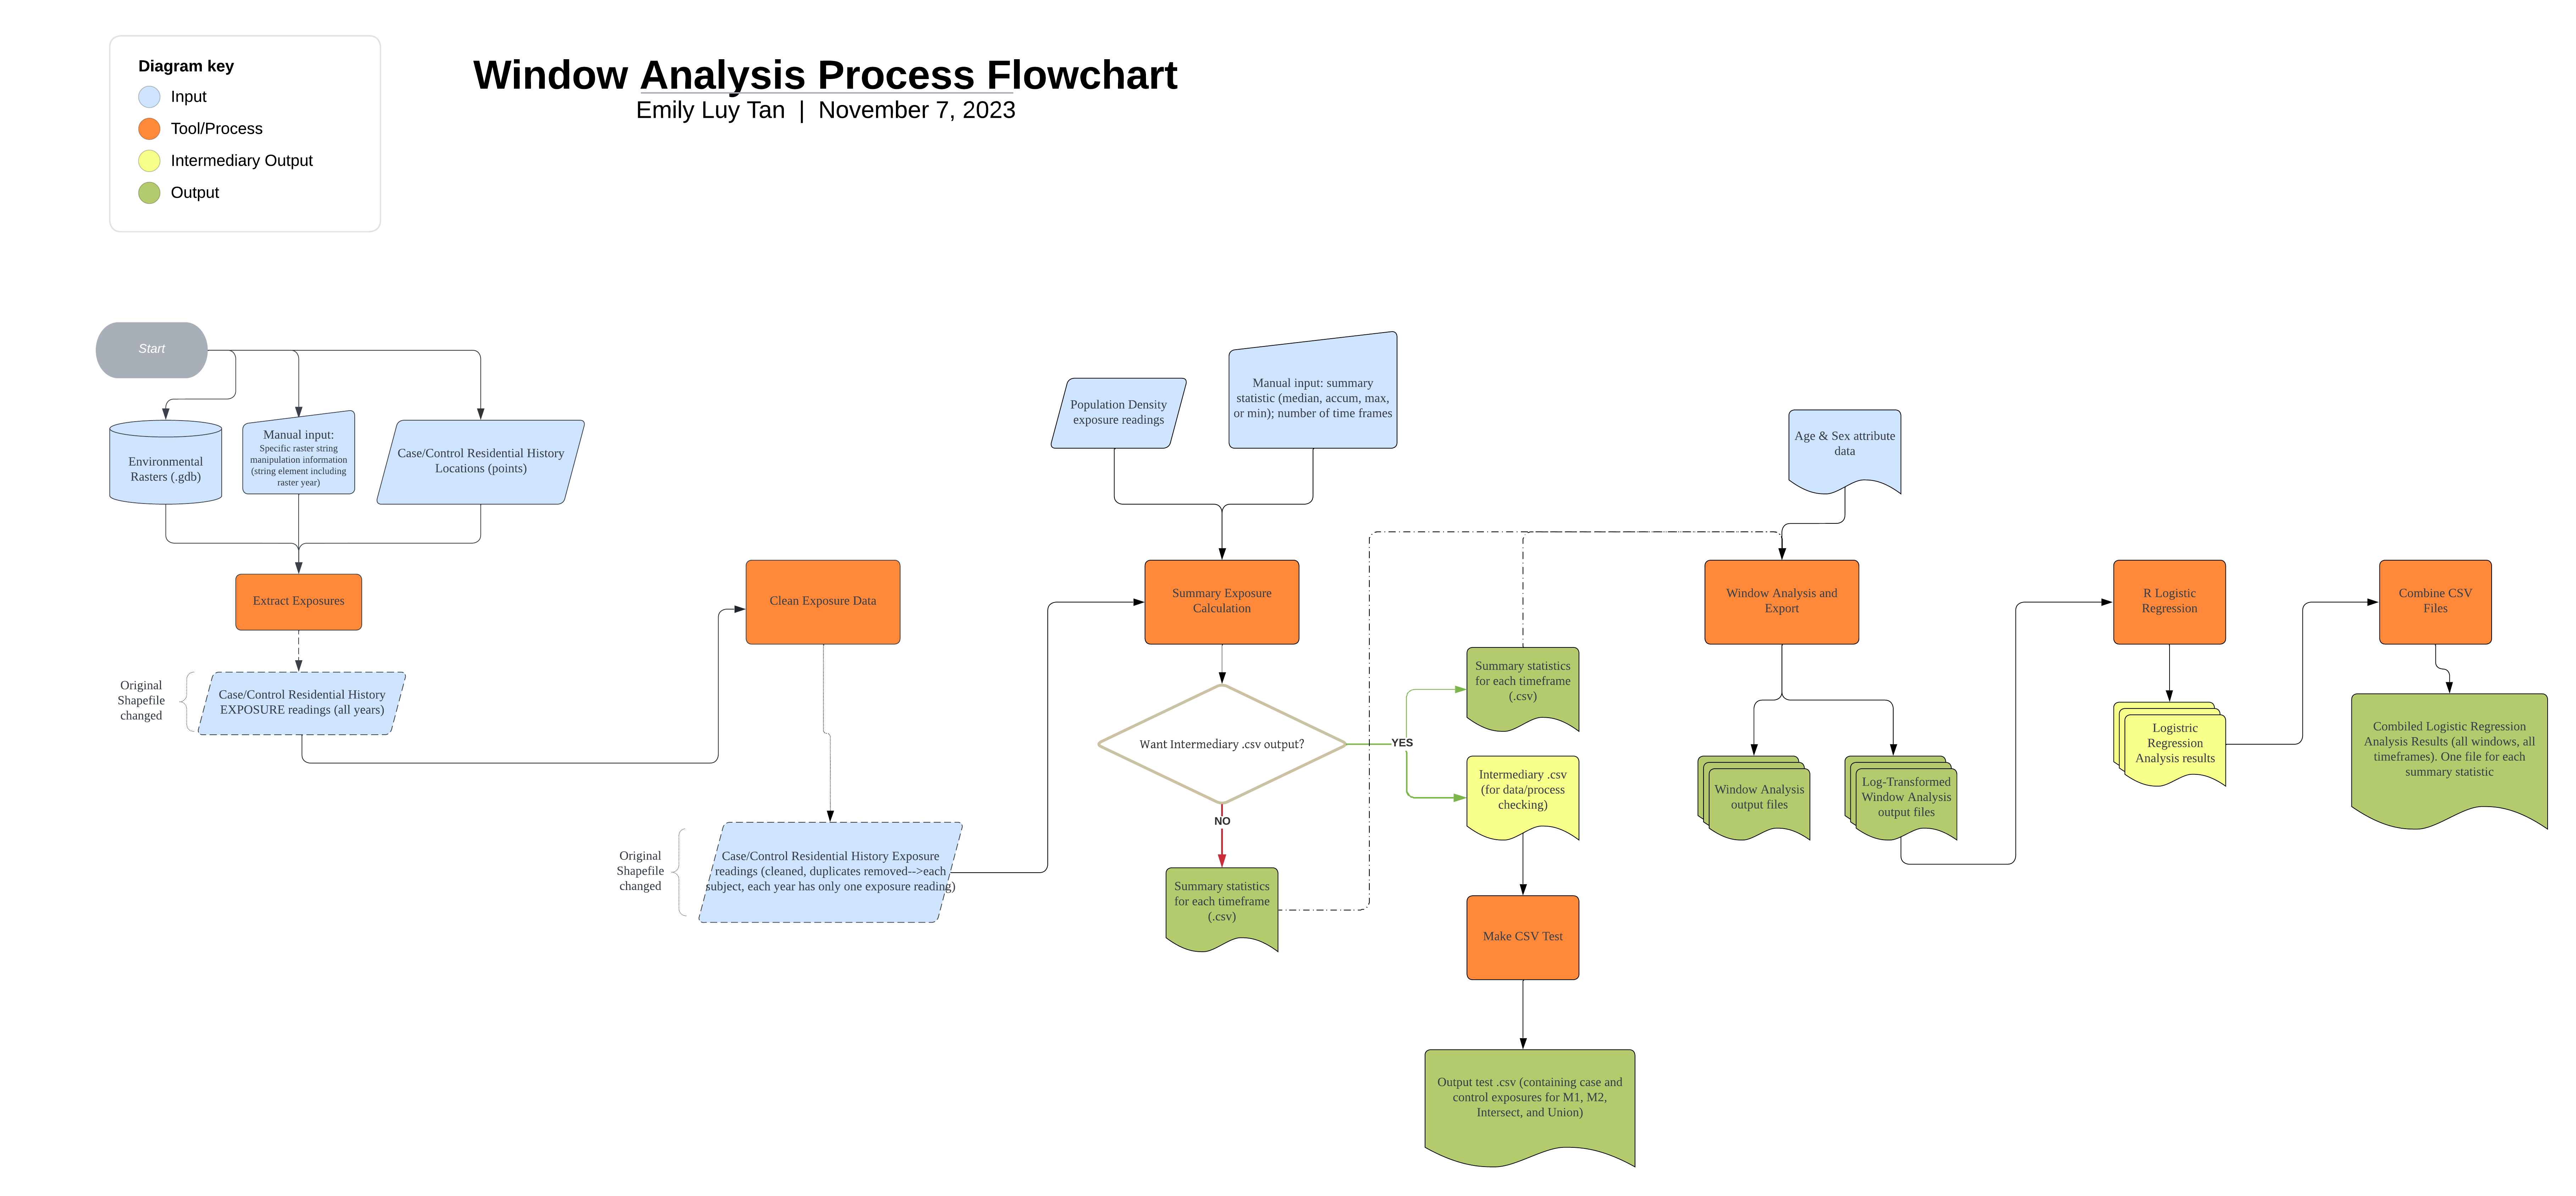 Diagram key
Input
Tool/Process
Intermediary Output
Output
Window Analysis Process Flowchart
Emily Luy Tan | November 7, 2023
Start
Environmental
Rasters (.gdb)
Manual input:
Specific raster string
manipulation information
(string element including
raster year)
Case/Control Residential History
Locations (points)
Extract Exposures
Original
Shapefile
changed
Case/Control Residential History
EXPOSURE readings (all years)
Clean Exposure Data
Original
Shapefile
changed
Case/Control Residential History Exposure
readings (cleaned, duplicates removed-->each
subject, each year has only one exposure reading)
Population Density
exposure readings
Manual input: summary
statistic (median, accum, max,
or min); number of time frames
Summary Exposure
Calculation
Want Intermediary .csv output?
YES
NO
Summary statistics
for each timeframe
(.csv)
Summary statistics
for each timeframe
(.csv)
Intermediary .csv
(for data/process
checking)
Make CSV Test
Output test .csv (containing case and
control exposures for M1, M2,
Intersect, and Union)
Age & Sex attribute
data
Window Analysis and
Export
Window Analysis
output files
Log-Transformed
Window Analysis
output files
R Logistic
Regression
Logistric
Regression
Analysis results
Combine CSV
Files
Combiled Logistic Regression
Analysis Results (all windows, all
timeframes). One file for each
summary statistic